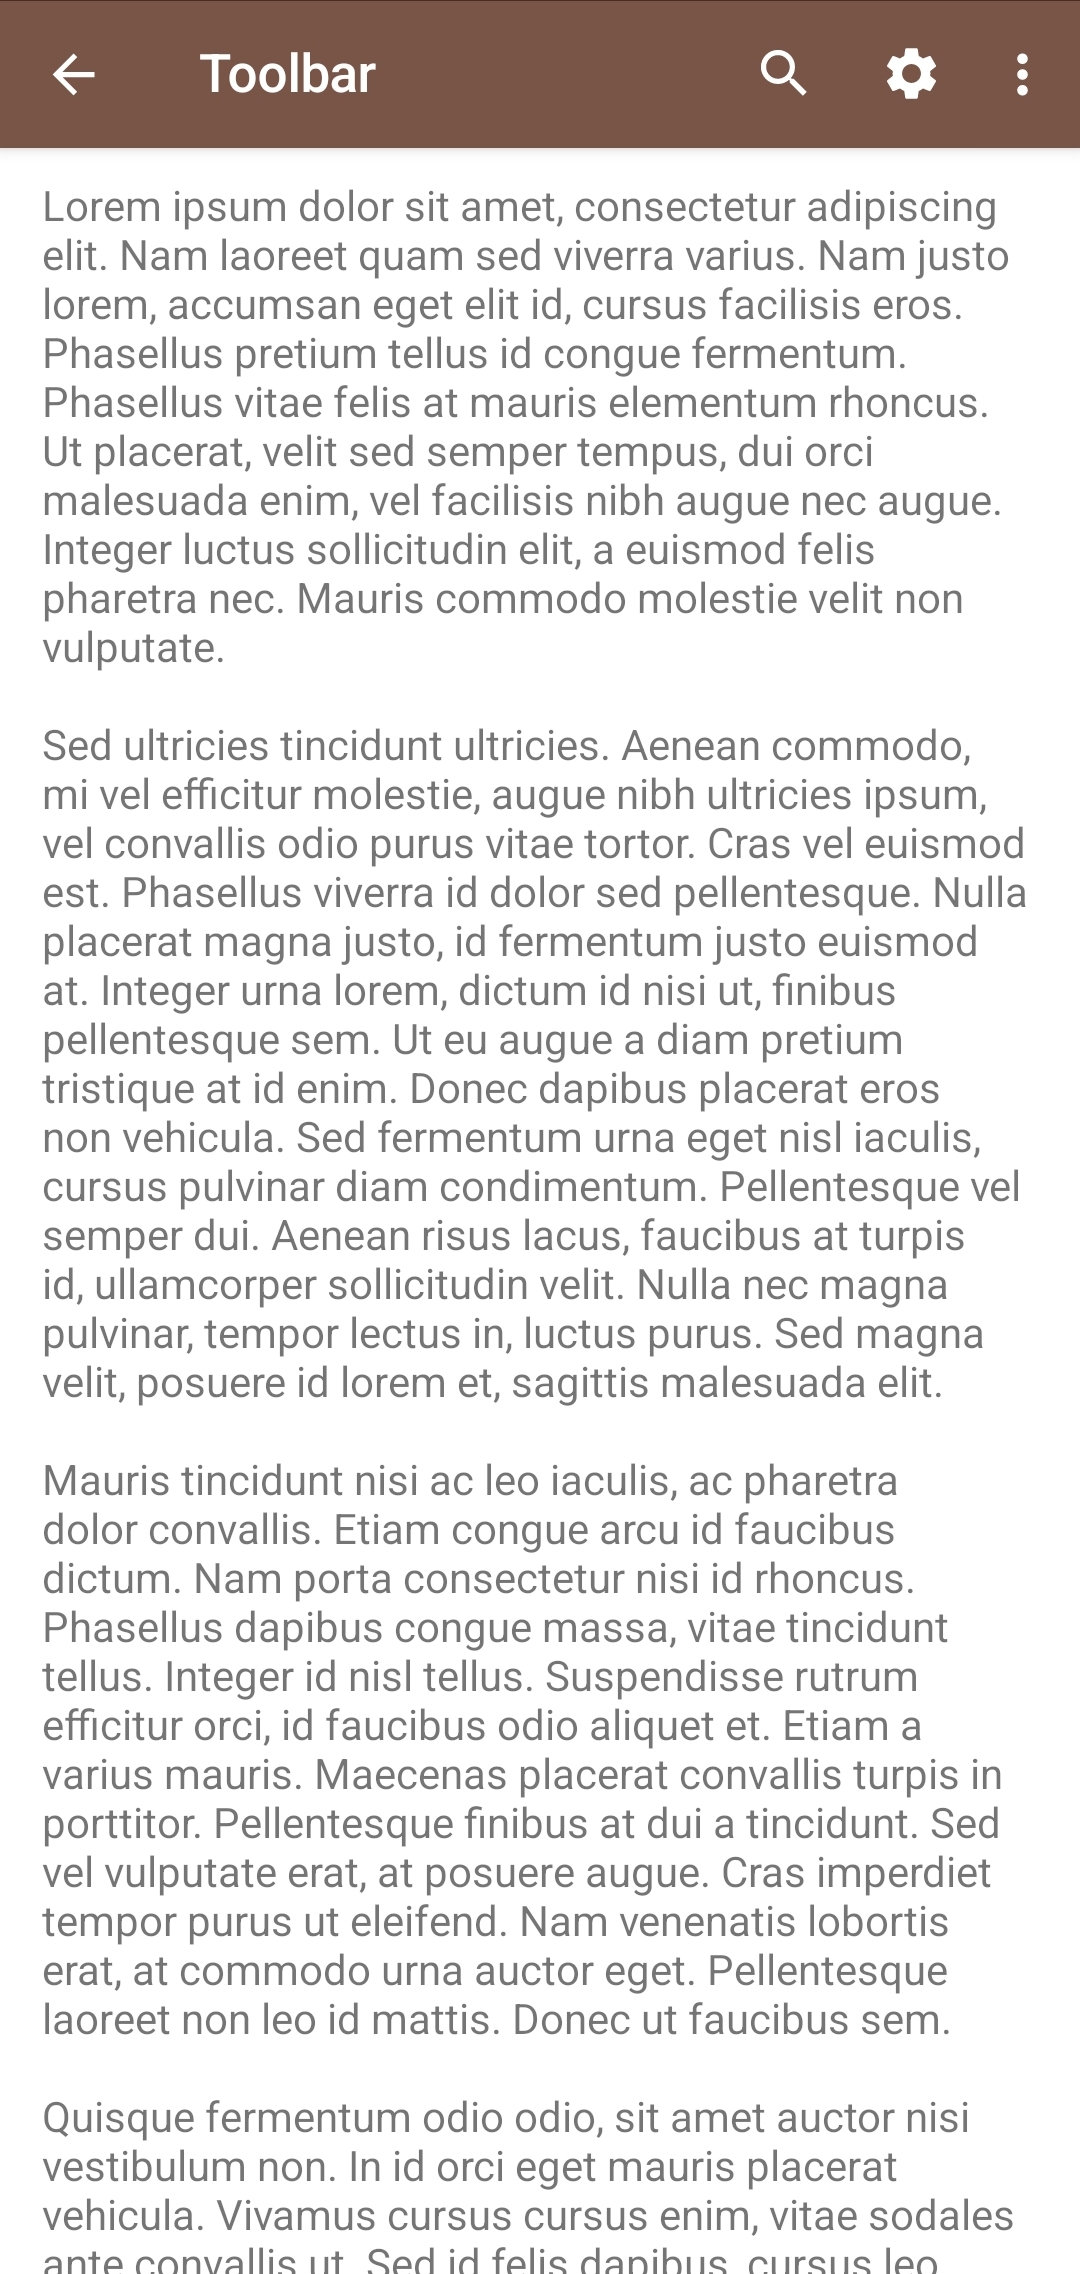 Toolbar
Lorem ipsum dolor sit amet, consectetur adipiscing
elit. Nam laoreet quam sed viverra varius. Nam justo
lorem, accumsan eget elit id, cursus facilisis eros.
Phasellus pretium tellus id congue fermentum.
Phasellus vitae felis at mauris elementum rhoncus.
Ut placerat, velit sed semper tempus, dui orci
malesuada enim, vel facilisis nibh augue nec augue.
Integer luctus sollicitudin elit, a euismod felis
pharetra nec. Mauris commodo molestie velit non
vulputate.
Sed ultricies tincidunt ultricies. Aenean commodo,
mi vel efficitur molestie, augue nibh ultricies ipsum,
vel convallis odio purus vitae tortor. Cras vel euismod
est. Phasellus viverra id dolor sed pellentesque. Nulla
placerat magna justo, id fermentum justo euismod
at. Integer urna lorem, dictum id nisi ut, finibus
pellentesque sem. Ut eu augue a diam pretium
tristique at id enim. Donec dapibus placerat eros
non vehicula. Sed fermentum urna eget nisl iaculis,
cursus pulvinar diam condimentum. Pellentesque vel
semper dui. Aenean risus lacus, faucibus at turpis
id, ullamcorper sollicitudin velit. Nulla nec magna
pulvinar, tempor lectus in, luctus purus. Sed magna
velit, posuere id lorem et, sagittis malesuada elit.
Mauris tincidunt nisi ac leo iaculis, ac pharetra
dolor convallis. Etiam congue arcu id faucibus
dictum. Nam porta consectetur nisi id rhoncus.
Phasellus dapibus congue massa, vitae tincidunt
tellus. Integer id nisl tellus. Suspendisse rutrum
efficitur orci, id faucibus odio aliquet et. Etiam a
varius mauris. Maecenas placerat convallis turpis in
porttitor. Pellentesque finibus at dui a tincidunt. Sed
vel vulputate erat, at posuere augue. Cras imperdiet
tempor purus ut eleifend. Nam venenatis lobortis
erat, at commodo urna auctor eget. Pellentesque
laoreet non leo id mattis. Donec ut faucibus sem.
Quisque fermentum odio odio, sit amet auctor nisi
vestibulum non. In id orci eget mauris placerat
vehicula. Vivamus cursus cursus enim, vitae sodales
ante convallis ut. Sed id felis dapibus, cursus leo